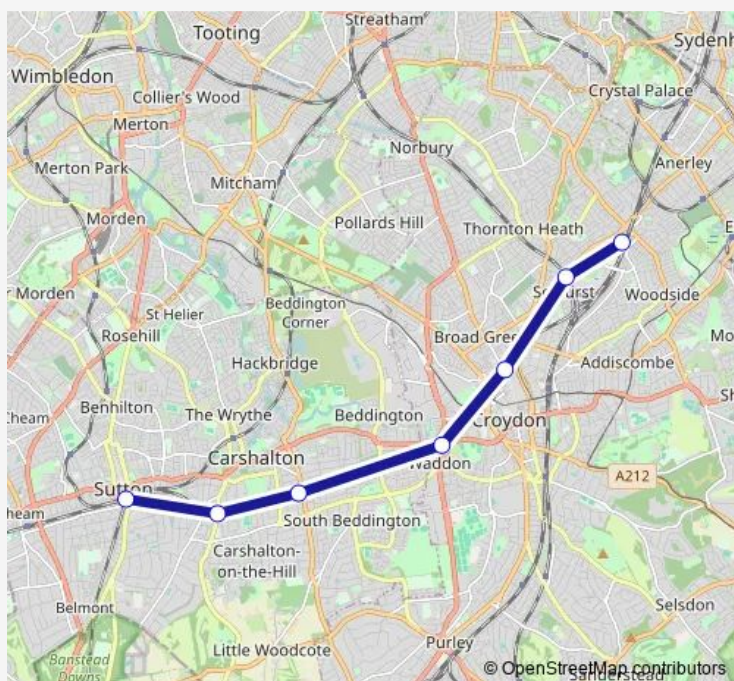 Streatham
Tooting
Sydenh
Wimbledon
Crystal Palace
Collier's Wood
Merton
Norbury
Anerley
Merton Park
Mitcham
Pollards Hill
Morden
Thornton Heath
E
r Morden
Woodside
St Helier
Beddington
Corner
Rosehill
Broad Gree
Mo
Hackbridge
Addiscombe
Cheam
Sh
Benhilton
The Wrythe
Beddington
Croydon
Carshalton
Waddon
A212
Sutton
heam
South Beddington
Carshalton-
on-the-Hill
Belmont
Selsdon
Little Woodcote
Purley
Banstead
Downs
© OpenStreetMap contributors
Sanderstead